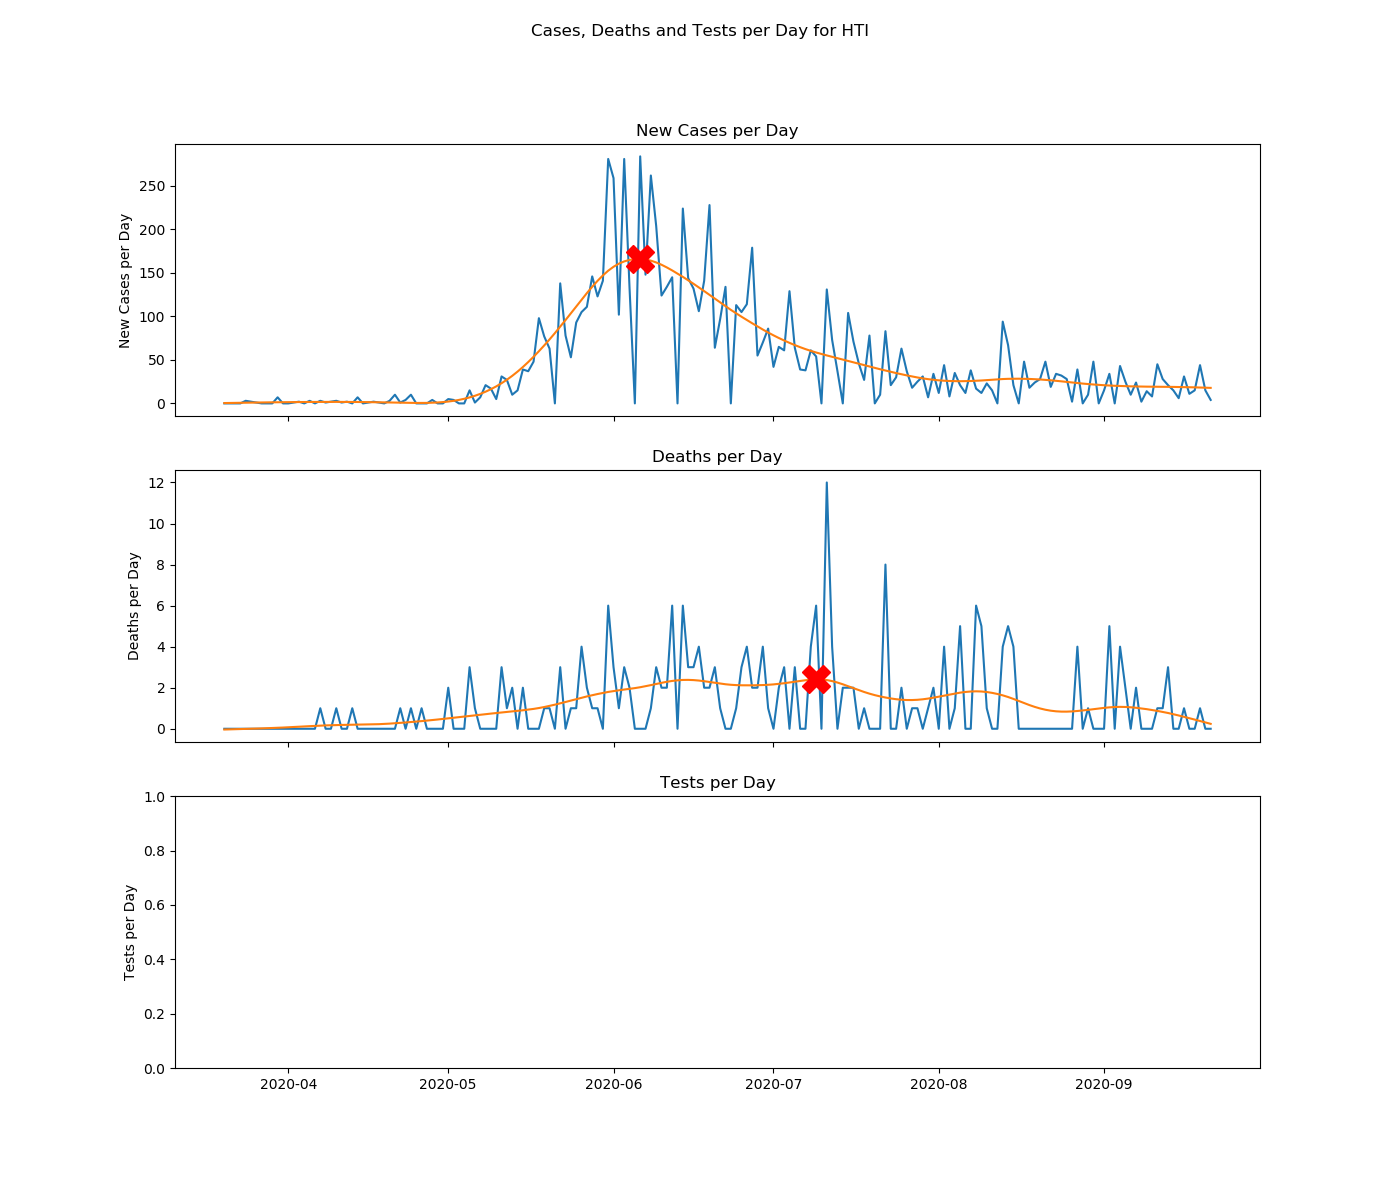 Cases, Deaths and Tests per Day for HTI
New Cases per Day
New Cases per Day
250
200
150
100
50
0
Deaths per Day
Deaths per Day
12
10
8
6
4
2
0
Tests per Day
Tests per Day
1.0
0.8
0.6
0.4
0.2
0.0
2020-04 2020-05 2020-06 2020-07 2020-08 2020-09